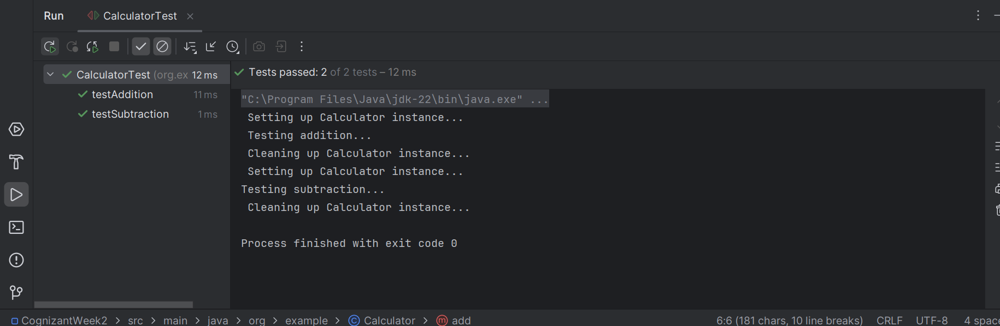 Run CalculatorTest
CalculatorTest (org.ex 12 ms
testAddition 11 ms
testSubtraction 1 ms
Tests passed: 2 of 2 tests – 12 ms
"C:\Program Files\Java\jdk-22\bin\java.exe" ...
Setting up Calculator instance...
Testing addition...
Cleaning up Calculator instance...
Setting up Calculator instance...
Testing subtraction...
Cleaning up Calculator instance...
Process finished with exit code 0
CognizantWeek2 > src > main > java > org > example > Calculator > add 6:6 (181 chars, 10 line breaks) CRLF UTF-8 4 spac